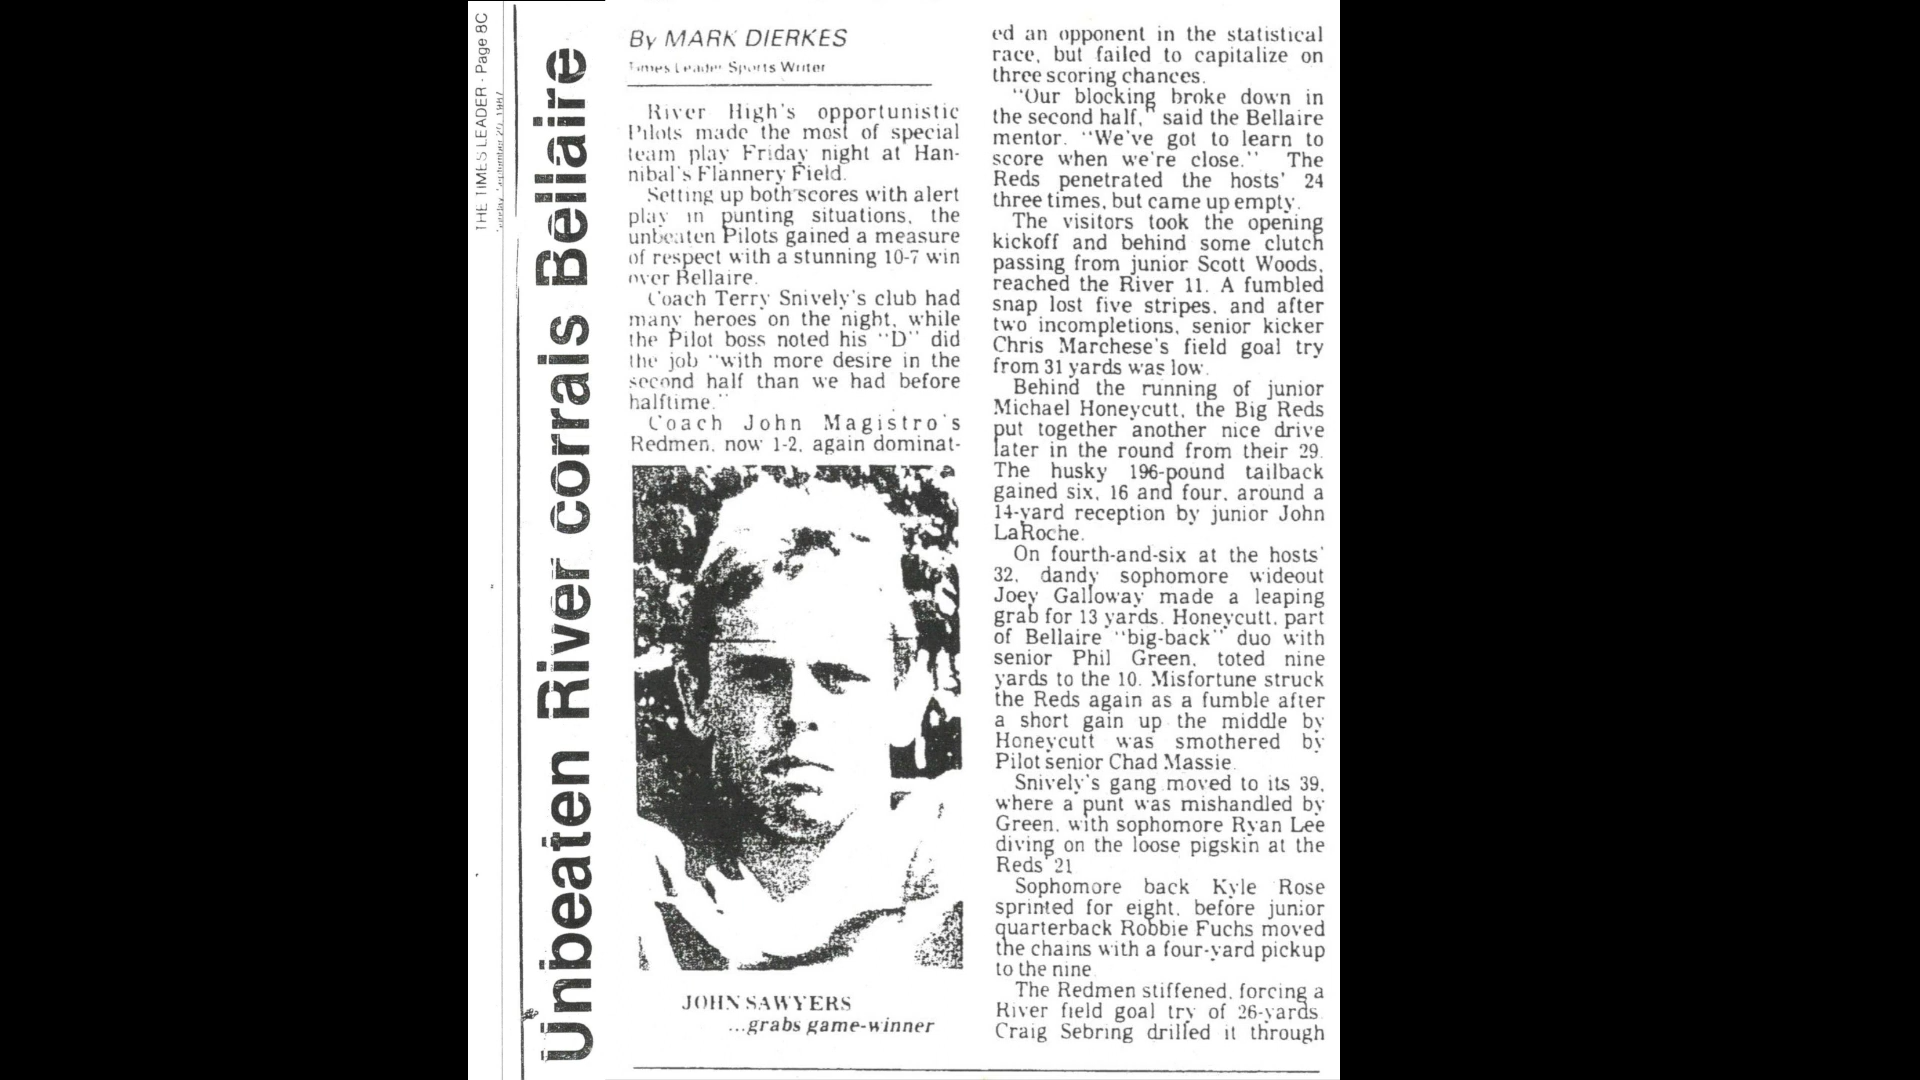 THE TIMES LEADER - Page 8C
Sunday, September 20, 1987
Unbeaten River corrals Bellaire
By MARK DIERKES
Times Leader Sports Writer
River High's opportunistic
Pilots made the most of special
team play Friday night at Han-
nibal's Flannery Field.
Setting up both scores with alert
play in punting situations, the
unbeaten Pilots gained a measure
of respect with a stunning 10-7 win
over Bellaire.
Coach Terry Snively's club had
many heroes on the night, while
the Pilot boss noted his "D" did
the job "with more desire in the
second half than we had before
halftime."
Coach John Magistro's
Redmen, now 1-2, again dominat-
JOHN SAWYERS
...grabs game-winner
ed an opponent in the statistical
race, but failed to capitalize on
three scoring chances.
"Our blocking broke down in
the second half," said the Bellaire
mentor. "We've got to learn to
score when we're close." The
Reds penetrated the hosts' 24
three times, but came up empty.
The visitors took the opening
kickoff and behind some clutch
passing from junior Scott Woods,
reached the River 11. A fumbled
snap lost five stripes, and after
two incompletions, senior kicker
Chris Marchese's field goal try
from 31 yards was low.
Behind the running of junior
Michael Honeycutt, the Big Reds
put together another nice drive
later in the round from their 29.
The husky 196-pound tailback
gained six, 16 and four, around a
14-yard reception by junior John
LaRoche.
On fourth-and-six at the hosts'
32, dandy sophomore wideout
Joey Galloway made a leaping
grab for 13 yards. Honeycutt, part
of Bellaire "big-back" duo with
senior Phil Green, toted nine
yards to the 10. Misfortune struck
the Reds again as a fumble after
a short gain up the middle by
Honeycutt was smothered by
Pilot senior Chad Massie.
Snively's gang moved to its 39,
where a punt was mishandled by
Green, with sophomore Ryan Lee
diving on the loose pigskin at the
Reds' 21
Sophomore back Kyle Rose
sprinted for eight, before junior
quarterback Robbie Fuchs moved
the chains with a four-yard pickup
to the nine.
The Redmen stiffened, forcing a
River field goal try of 26-yards.
Craig Sebring drilled it through